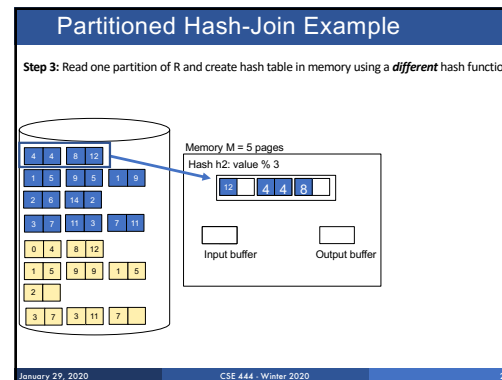 Partitioned Hash-Join Example
Step 3: Read one partition of R and create hash table in memory using a different hash functio
Memory M = 5 pages
Hash h2: value % 3
12 4 4 8
Input buffer Output buffer
4 4 8 12
1 5 9 5 1 9
2 6 14 2
3 7 11 3 7 11
0 4 8 12
1 5 9 9 1 5
2
3 7 3 11 7
January 29, 2020 CSE 444 - Winter 2020